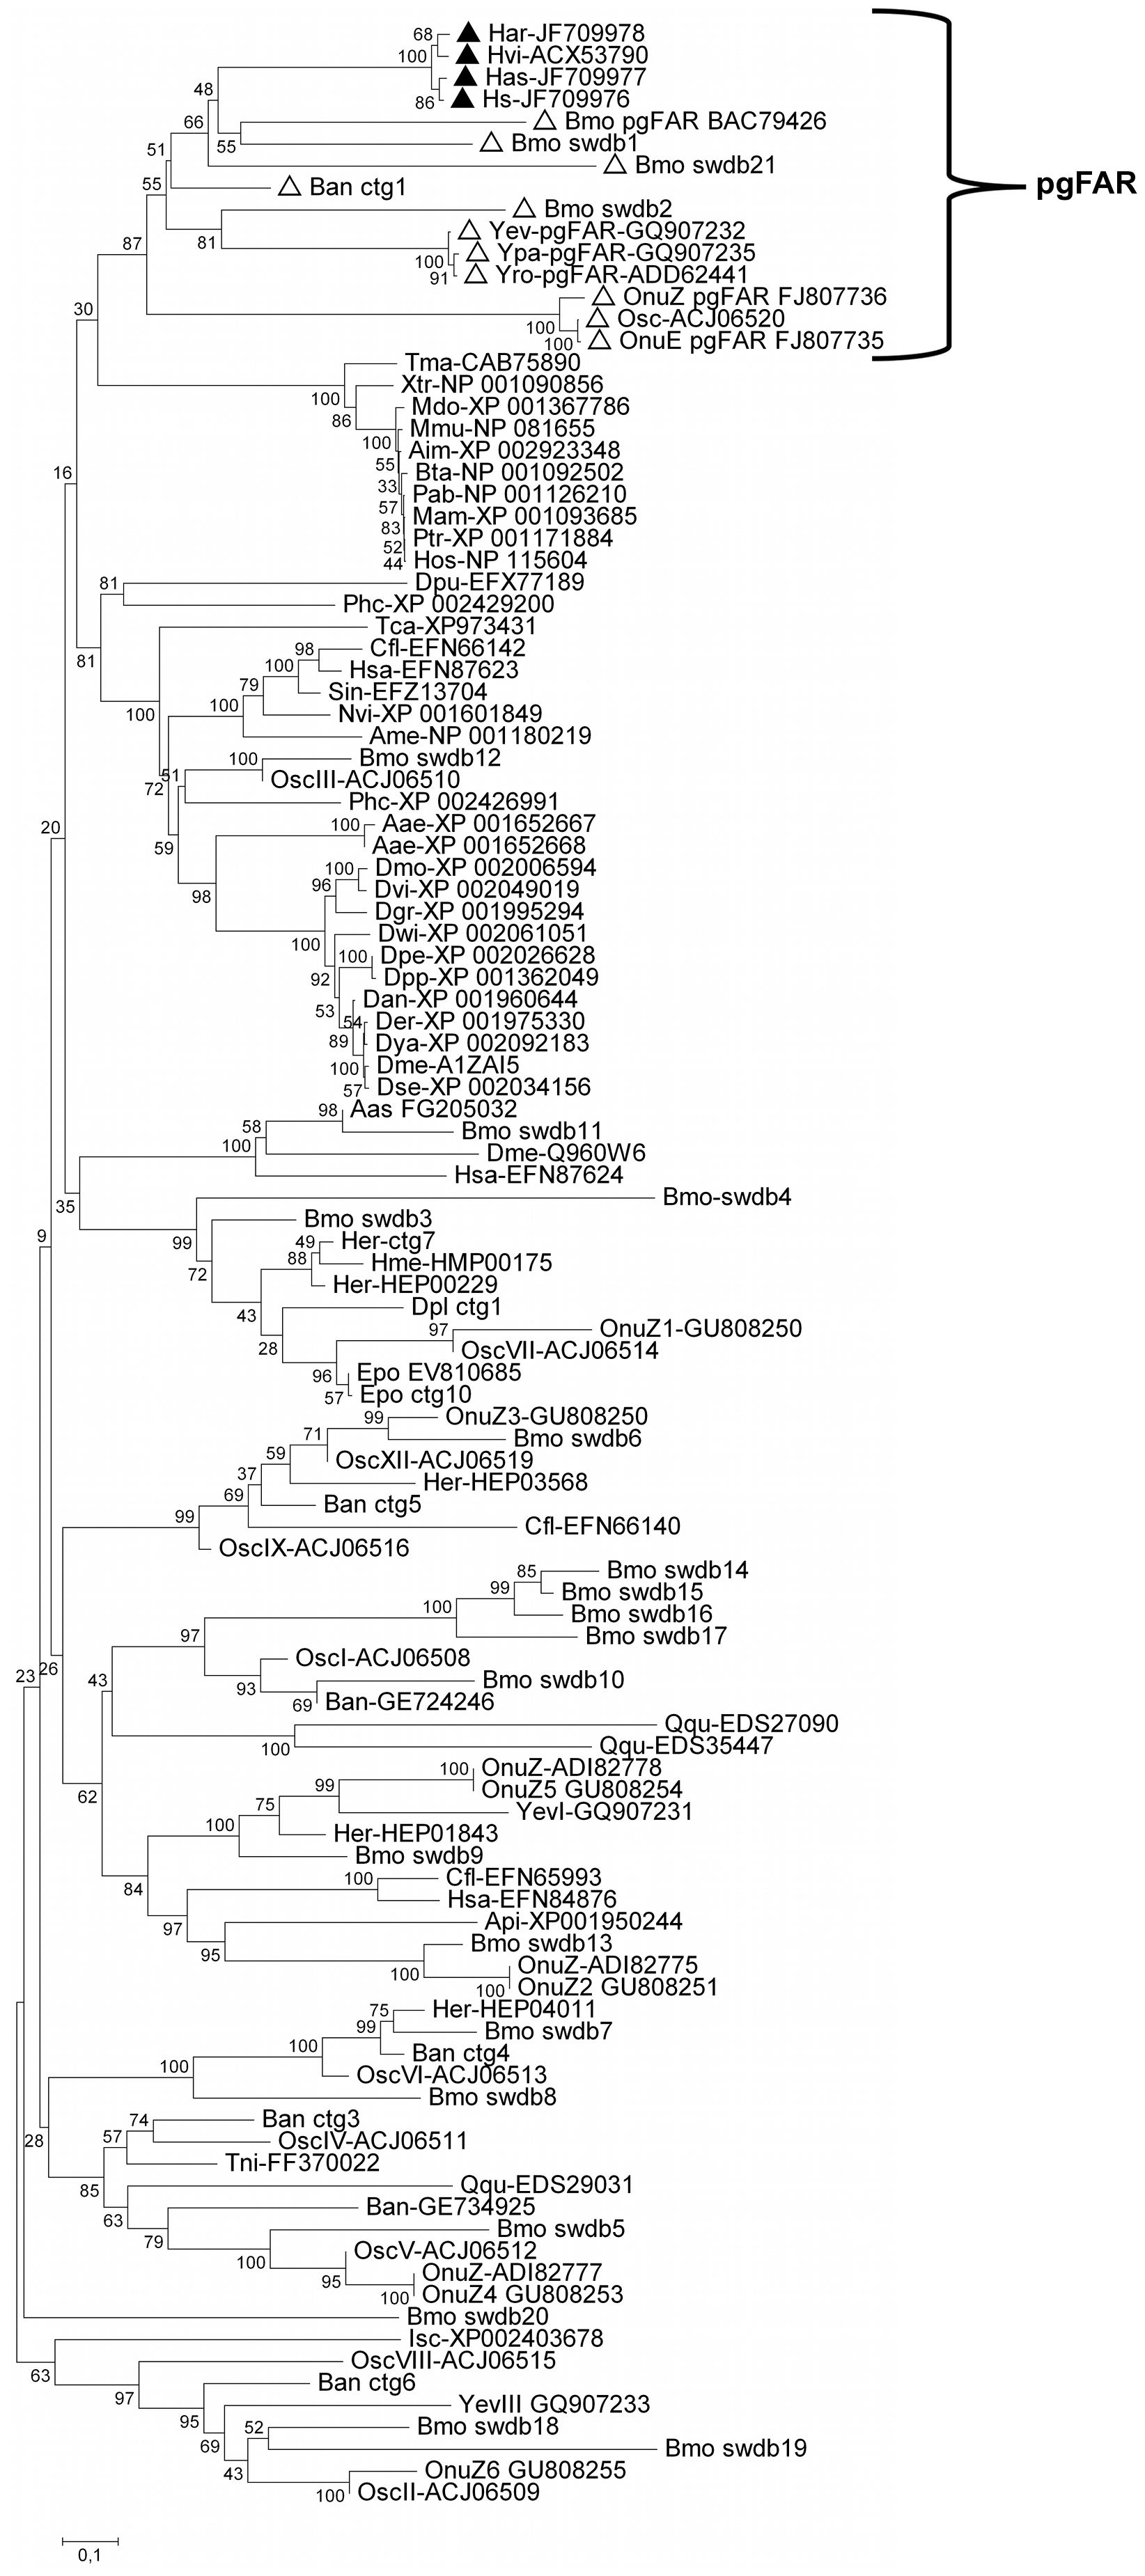 68 Har-JF709978
100 Hvi-ACX53790
Has-JF709977
48 86 Hs-JF709976
66 Bmo pgFAR BAC79426
51 55 Bmo swdb1
Bmo swdb21
55 Ban ctg1 pgFAR
Bmo swdb2
87 81 Yev-pgFAR-GQ907232
100 Ypa-pgFAR-GQ907235
91 Yro-pgFAR-ADD62441
30 OnuZ pgFAR FJ807736
100 Osc-ACJ06520
100 OnuE pgFAR FJ807735
Tma-CAB75890
100 Xtr-NP 001090856
86 Mdo-XP 001367786
100 Mmu-NP 081655
55 Aim-XP 002923348
16 33 Bta-NP 001092502
57 Pab-NP 001126210
83 Mam-XP 001093685
52 Ptr-XP 001171884
44 Hos-NP 115604
81 Dpu-EFX77189
Phc-XP 002429200
Tca-XP973431
81 98 Cfl-EFN66142
100 Hsa-EFN87623
79 Sin-EFZ13704
100 100 Nvi-XP 001601849
Ame-NP 001180219
100 Bmo swdb12
72 51 OscIII-ACJ06510
Phc-XP 002426991
20 100 Aae-XP 001652667
59 Aae-XP 001652668
100 Dmo-XP 002006594
98 96 Dvi-XP 002049019
Dgr-XP 001995294
100 Dwi-XP 002061051
92 100 Dpe-XP 002026628
Dpp-XP 001362049
53 Dan-XP 001960644
54 Der-XP 001975330
89 Dya-XP 002092183
100 Dme-A1ZAI5
57 Dse-XP 002034156
98 Aas FG205032
58 Bmo swdb11
100 Dme-Q960W6
Hsa-EFN87624
35 Bmo-swdb4
9 99 Bmo swdb3
49 Her-ctg7
72 88 Hme-HMP00175
Her-HEP00229
43 Dpl ctg1
28 97 OnuZ1-GU808250
OscVII-ACJ06514
96 Epo EV810685
57 Epo ctg10
99 OnuZ3-GU808250
71 Bmo swdb6
59 OscXII-ACJ06519
37 Her-HEP03568
69 Ban ctg5
99 Cfl-EFN66140
OscIX-ACJ06516
85 Bmo swdb14
99 Bmo swdb15
100 Bmo swdb16
97 Bmo swdb17
23 26 43 OscI-ACJ06508
93 Bmo swdb10
69 Ban-GE724246
Qqu-EDS27090
100 Qqu-EDS35447
62 100 OnuZ-ADI82778
99 OnuZ5 GU808254
75 YevI-GQ907231
100 Her-HEP01843
Bmo swdb9
84 100 Cfl-EFN65993
Hsa-EFN84876
97 Api-XP001950244
95 Bmo swdb13
100 OnuZ-ADI82775
100 OnuZ2 GU808251
75 Her-HEP04011
99 Bmo swdb7
100 Ban ctg4
100 OscVI-ACJ06513
Bmo swdb8
74 Ban ctg3
28 57 OscIV-ACJ06511
Tni-FF370022
85 Qqu-EDS29031
63 Ban-GE734925
79 Bmo swdb5
100 OscV-ACJ06512
95 OnuZ-ADI82777
100 OnuZ4 GU808253
Bmo swdb20
Isc-XP002403678
63 OscVIII-ACJ06515
97 Ban ctg6
95 YevIII GQ907233
69 52 Bmo swdb18
Bmo swdb19
43 OnuZ6 GU808255
100 OscII-ACJ06509
0,1